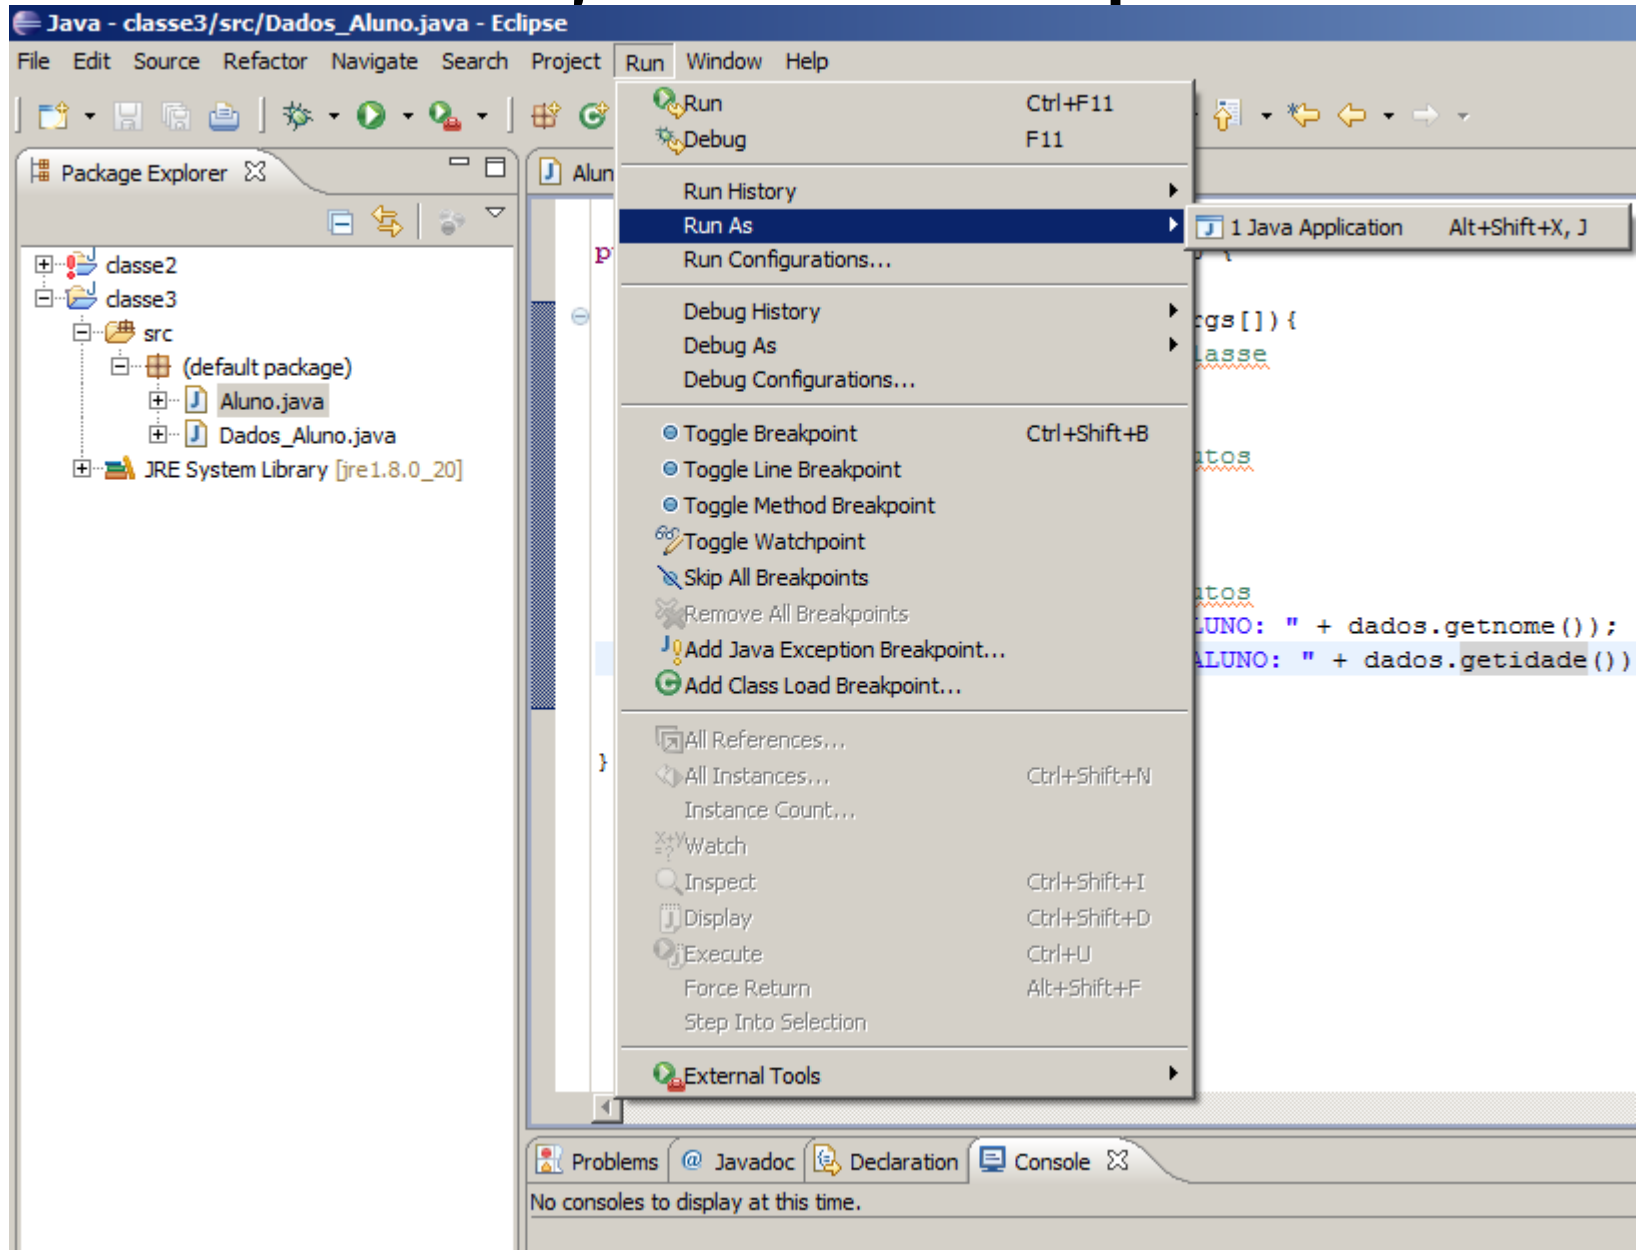 Java - classe3/src/Dados_Aluno.java - Eclipse
File Edit Source Refactor Navigate Search Project Run Window Help
Run Ctrl+F11
Debug F11
Package Explorer
Alun
Run History
Run As
1 Java Application Alt+Shift+X, J
Run Configurations...
p
{
classe2
classe3
src
(default package)
Aluno.java
Dados_Aluno.java
JRE System Library [jre1.8.0_20]
Debug History
Debug As
Debug Configurations...
rgs[]){
lasse
Toggle Breakpoint Ctrl+Shift+B
Toggle Line Breakpoint
Toggle Method Breakpoint
Toggle Watchpoint
Skip All Breakpoints
Remove All Breakpoints
Add Java Exception Breakpoint...
Add Class Load Breakpoint...
utos
utos
LUNO: " + dados.getnome());
ALUNO: " + dados.getidade())
}
All References...
All Instances... Ctrl+Shift+N
Instance Count...
Watch
Inspect Ctrl+Shift+I
Display Ctrl+Shift+D
Execute Ctrl+U
Force Return Alt+Shift+F
Step Into Selection
External Tools
Problems @ Javadoc Declaration Console
No consoles to display at this time.